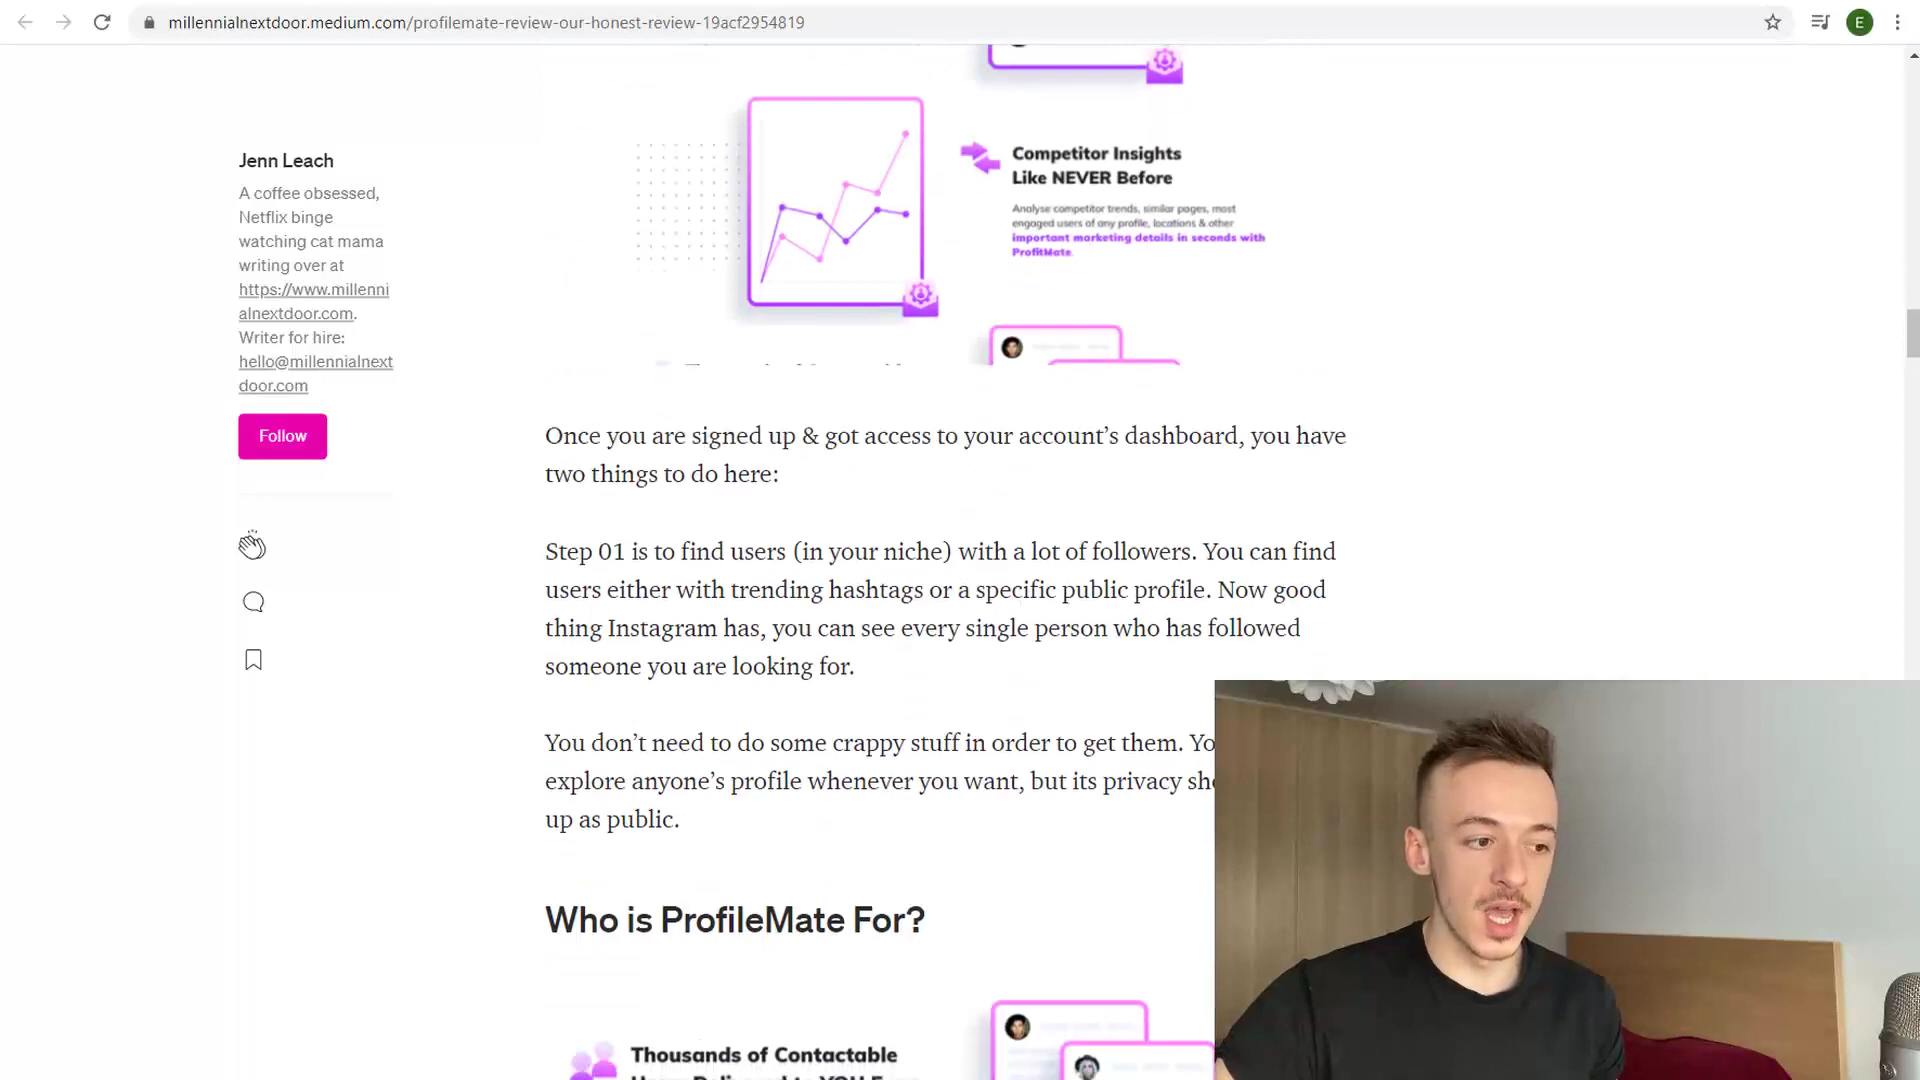 millennialnextdoor.medium.com/profilemate-review-our-honest-review-19acf2954819
E
Jenn Leach
A coffee obsessed,
Netflix binge
watching cat mama
writing over at
https://www.millenni
alnextdoor.com.
Writer for hire:
hello@millennialnext
door.com
Follow
Competitor Insights
Like NEVER Before
Analyse competitor trends, similar pages, most
engaged users of any profile, locations & other
important marketing details in seconds with
ProfitMate.
Once you are signed up & got access to your account’s dashboard, you have
two things to do here:
Step 01 is to find users (in your niche) with a lot of followers. You can find
users either with trending hashtags or a specific public profile. Now good
thing Instagram has, you can see every single person who has followed
someone you are looking for.
You don’t need to do some crappy stuff in order to get them. Yo
explore anyone’s profile whenever you want, but its privacy sho
up as public.
Who is ProfileMate For?
Thousands of Contactable